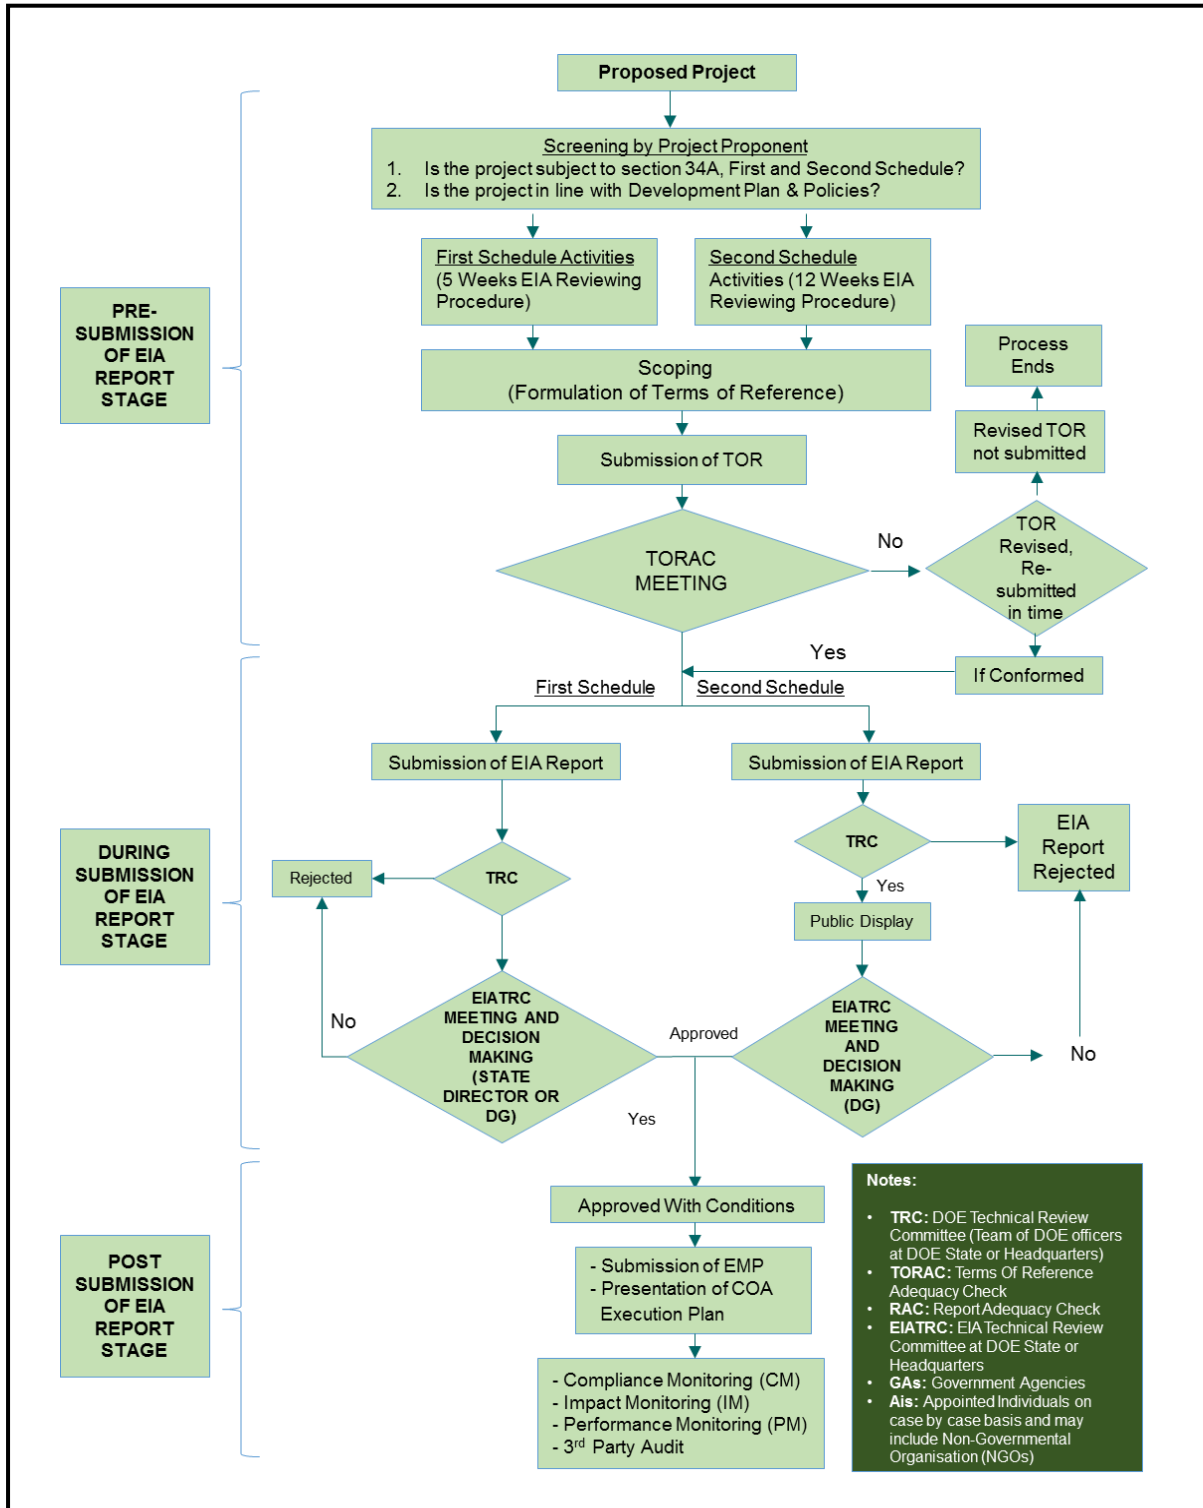 Proposed Project
Screening by Project Proponent
1. Is the project subject to section 34A, First and Second Schedule?
2. Is the project in line with Development Plan & Policies?
First Schedule Activities
(5 Weeks EIA Reviewing
Procedure)
Second Schedule
Activities (12 Weeks EIA
Reviewing Procedure)
PRE-
SUBMISSION
OF EIA
REPORT
STAGE
Scoping
(Formulation of Terms of Reference)
Process
Ends
Revised TOR
not submitted
Submission of TOR
TORAC
MEETING
No
TOR
Revised,
Re-
submitted
in time
Yes
If Conformed
First Schedule
Second Schedule
Submission of EIA Report
Submission of EIA Report
DURING
SUBMISSION
OF EIA
REPORT
STAGE
TRC
EIA
Report
Rejected
Rejected
TRC
Yes
Public Display
EIATRC
MEETING AND
DECISION
MAKING
(STATE
DIRECTOR OR
DG)
No
Approved
EIATRC
MEETING
AND
DECISION
MAKING
(DG)
No
Yes
POST
SUBMISSION
OF EIA
REPORT
STAGE
Approved With Conditions
- Submission of EMP
- Presentation of COA
Execution Plan
- Compliance Monitoring (CM)
- Impact Monitoring (IM)
- Performance Monitoring (PM)
- 3rd Party Audit
Notes:
• TRC: DOE Technical Review
Committee (Team of DOE officers
at DOE State or Headquarters)
• TORAC: Terms Of Reference
Adequacy Check
• RAC: Report Adequacy Check
• EIATRC: EIA Technical Review
Committee at DOE State or
Headquarters
• GAs: Government Agencies
• Ais: Appointed Individuals on
case by case basis and may
include Non-Governmental
Organisation (NGOs)